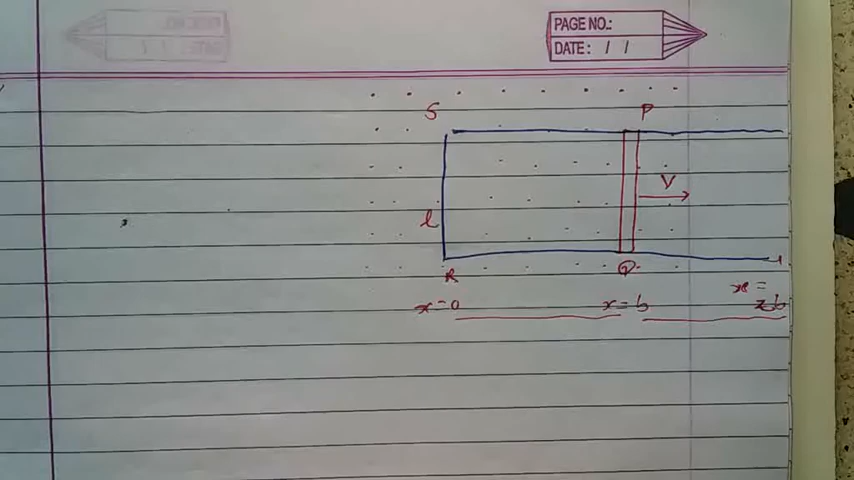 PAGE NO.:
DATE: / /
S P
V
l
R Q
x=0 x=b x=
2b